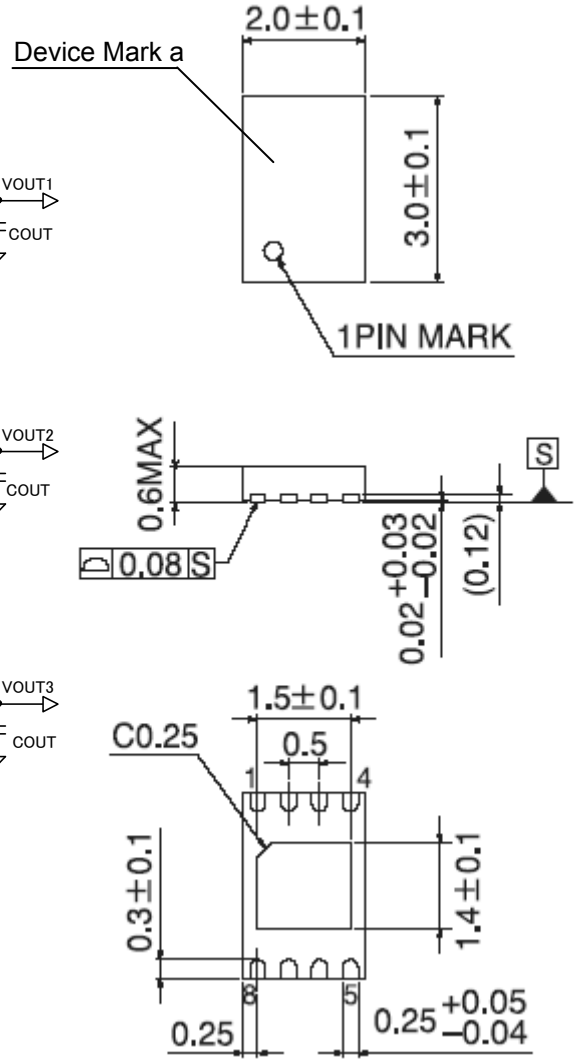 2.0±0.1
Device Mark a
3.0±0.1
VOUT1
COUT
1PIN MARK
VOUT2
COUT
0.6MAX
S
0.08 S
0.02 +0.03 −0.02
(0.12)
VOUT3
COUT
1.5±0.1
C0.25
0.5
1 4
0.3±0.1
1.4±0.1
8 5
0.25
0.25 +0.05 −0.04